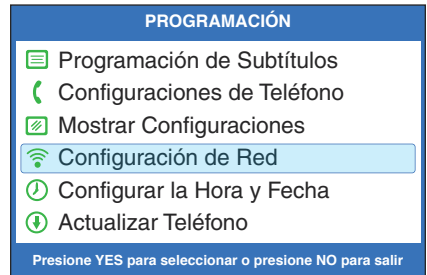 PROGRAMACIÓN
Programación de Subtítulos
Configuraciones de Teléfono
Mostrar Configuraciones
Configuración de Red
Configurar la Hora y Fecha
Actualizar Teléfono
Presione YES para seleccionar o presione NO para salir